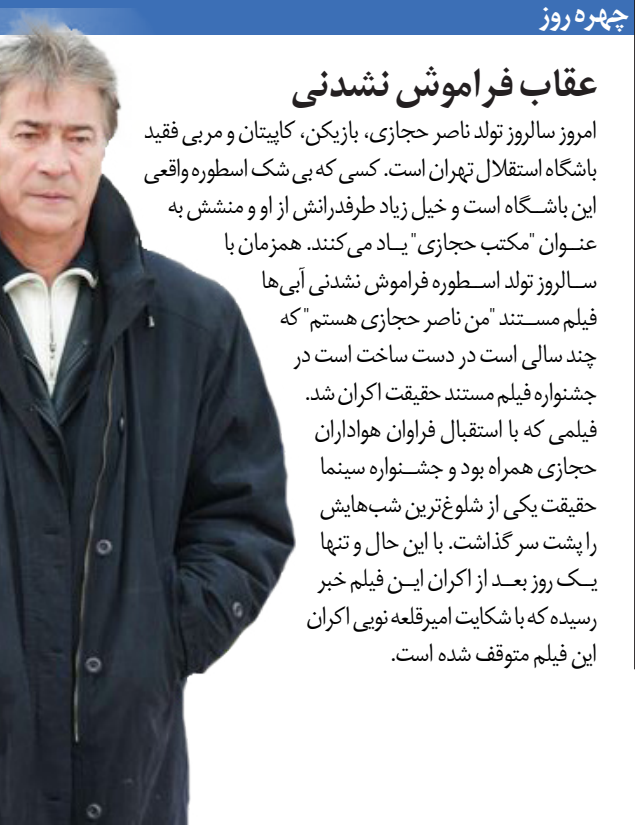 چهره روز
عقاب فراموش نشدنی
امروز سالروز تولد ناصر حجازی، بازیکن، کاپیتان و مربی فقید
باشگاه استقلال تهران است. کسی که بی شک اسطوره واقعی
این باشگاه است و خیل زیاد طرفدرانش از او و منشش به
عنوان "مکتب حجازی" یاد می‌کنند. همزمان با
سالروز تولد اسطوره فراموش نشدنی آبی‌ها
فیلم مستند "من ناصر حجازی هستم" که
چند سالی است در دست ساخت است در
جشنواره فیلم مستند حقیقت اکران شد.
فیلمی که با استقبال فراوان هواداران
حجازی همراه بود و جشنواره سینما
حقیقت یکی از شلوغ‌ترین شب‌هایش
را پشت سر گذاشت. با این حال و تنها
یک روز بعد از اکران این فیلم خبر
رسیده که با شکایت امیرقلعه نویی اکران
این فیلم متوقف شده است.